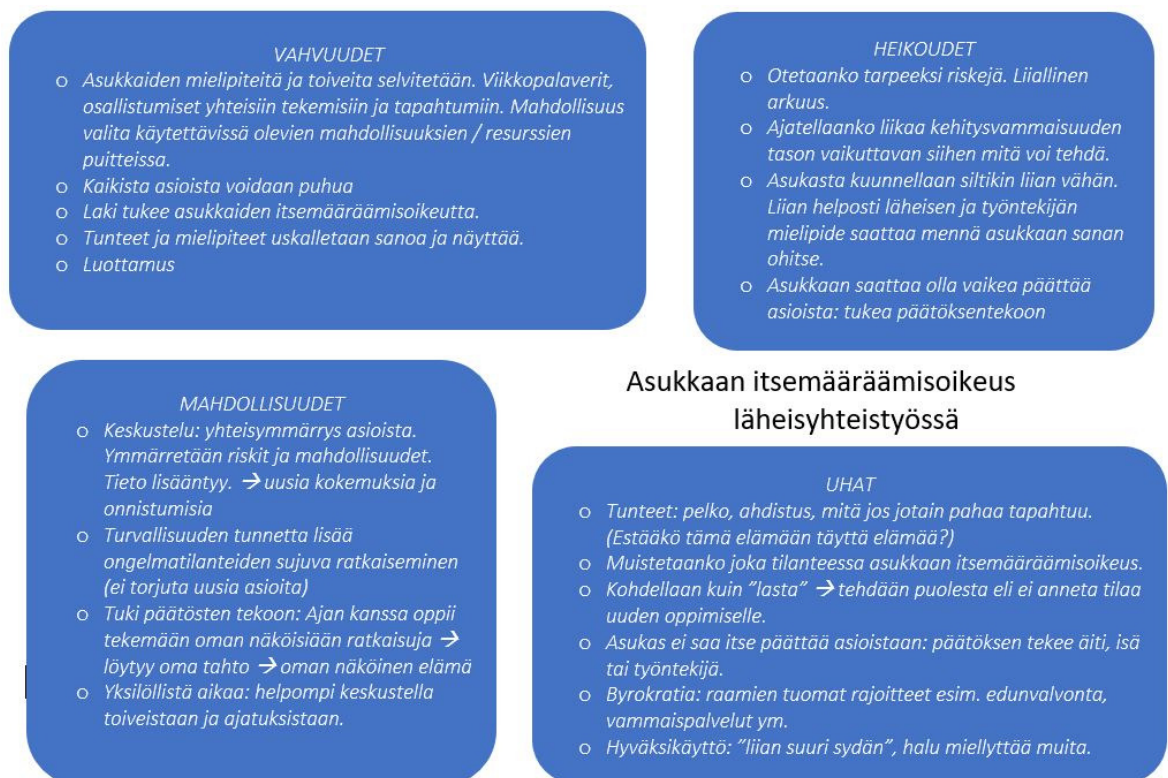 VAHVUUDET
o Asukkaiden mielipiteitä ja toiveita selvitetään. Viikkopalaverit,
osallistumiset yhteisiin tekemisiin ja tapahtumiin. Mahdollisuus
valita käytettävissä olevien mahdollisuuksien / resurssien
puitteissa.
o Kaikista asioista voidaan puhua
o Laki tukee asukkaiden itsemääräämisoikeutta.
o Tunteet ja mielipiteet uskalletaan sanoa ja näyttää.
o Luottamus
HEIKOUDET
o Otetaanko tarpeeksi riskejä. Liiallinen
arkuus.
o Ajatellaanko liikaa kehitysvammaisuuden
tason vaikuttavan siihen mitä voi tehdä.
o Asukasta kuunnellaan siltikin liian vähän.
Liian helposti läheisen ja työntekijän
mielipide saattaa mennä asukkaan sanan
ohitse.
o Asukkaan saattaa olla vaikea päättää
asioista: tukea päätöksentekoon
Asukkaan itsemääräämisoikeus
läheisyhteistyössä
MAHDOLLISUUDET
o Keskustelu: yhteisymmärrys asioista.
Ymmärretään riskit ja mahdollisuudet.
Tieto lisääntyy. → uusia kokemuksia ja
onnistumisia
o Turvallisuuden tunnetta lisää
ongelmatilanteiden sujuva ratkaiseminen
(ei torjuta uusia asioita)
o Tuki päätösten tekoon: Ajan kanssa oppii
tekemään oman näköisiään ratkaisuja →
löytyy oma tahto → oman näköinen elämä
o Yksilöllistä aikaa: helpompi keskustella
toiveistaan ja ajatuksistaan.
UHAT
o Tunteet: pelko, ahdistus, mitä jos jotain pahaa tapahtuu.
(Estääkö tämä elämään täyttä elämää?)
o Muistetaanko joka tilanteessa asukkaan itsemääräämisoikeus.
o Kohdellaan kuin ”lasta” → tehdään puolesta eli ei anneta tilaa
uuden oppimiselle.
o Asukas ei saa itse päättää asioistaan: päätöksen tekee äiti, isä
tai työntekijä.
o Byrokratia: raamien tuomat rajoitteet esim. edunvalvonta,
vammaispalvelut ym.
o Hyväksikäyttö: ”liian suuri sydän”, halu miellyttää muita.